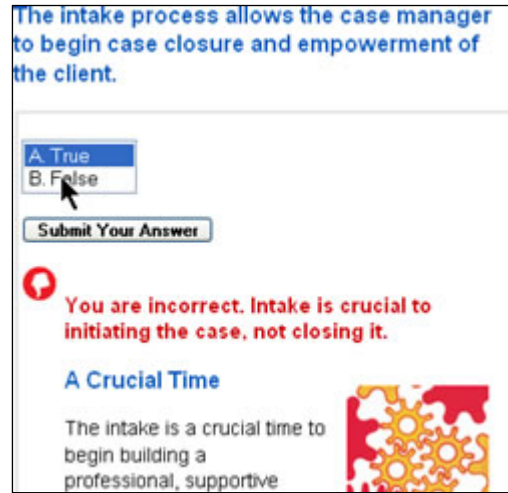 The intake process allows the case manager
to begin case closure and empowerment of
the client.
A. True
B. False
Submit Your Answer
You are incorrect. Intake is crucial to
initiating the case, not closing it.
A Crucial Time
The intake is a crucial time to
begin building a
professional, supportive